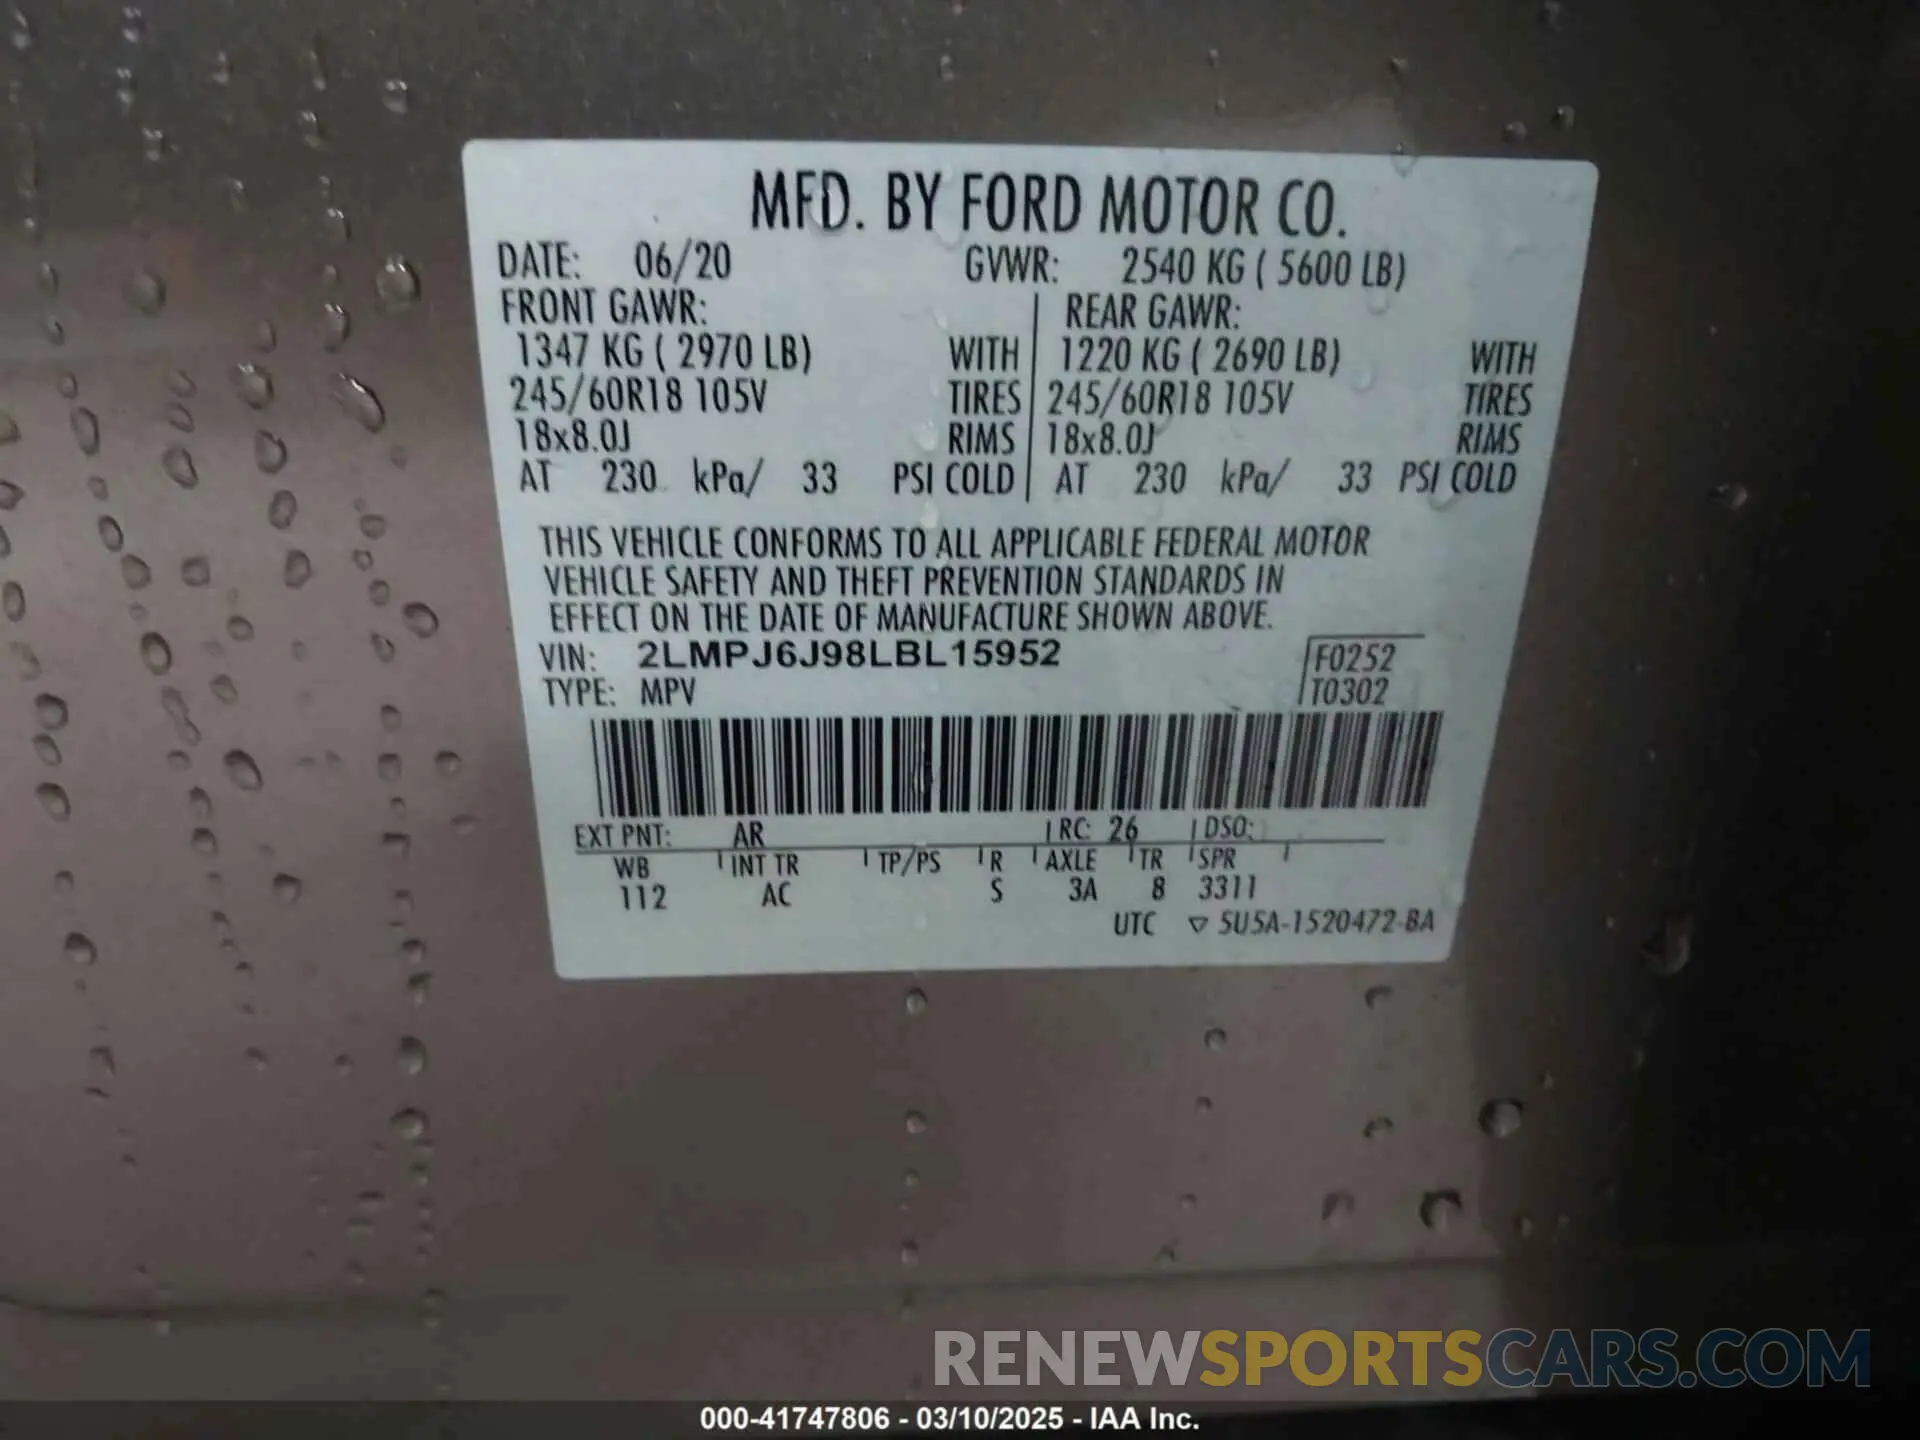 MFD. BY FORD MOTOR CO.
DATE: 06/20 GVWR: 2540 KG ( 5600 LB)
FRONT GAWR: REAR GAWR:
1347 KG ( 2970 LB) WITH 1220 KG ( 2690 LB) WITH
245/60R18 105V TIRES 245/60R18 105V TIRES
18x8.0J RIMS 18x8.0J RIMS
AT 230 kPa/ 33 PSI COLD AT 230 kPa/ 33 PSI COLD
THIS VEHICLE CONFORMS TO ALL APPLICABLE FEDERAL MOTOR
VEHICLE SAFETY AND THEFT PREVENTION STANDARDS IN
EFFECT ON THE DATE OF MANUFACTURE SHOWN ABOVE.
VIN: 2LMPJ6J98LBL15952 F0252
TYPE: MPV T0302
EXT PNT: AR RC: 26 DSO:
WB INT TR TP/PS R AXLE TR SPR
112 AC S 3A 8 3311
UTC ▽ 5U5A-1520472-BA
RENEWSPORTSCARS.COM
000-41747806 - 03/10/2025 - IAA Inc.